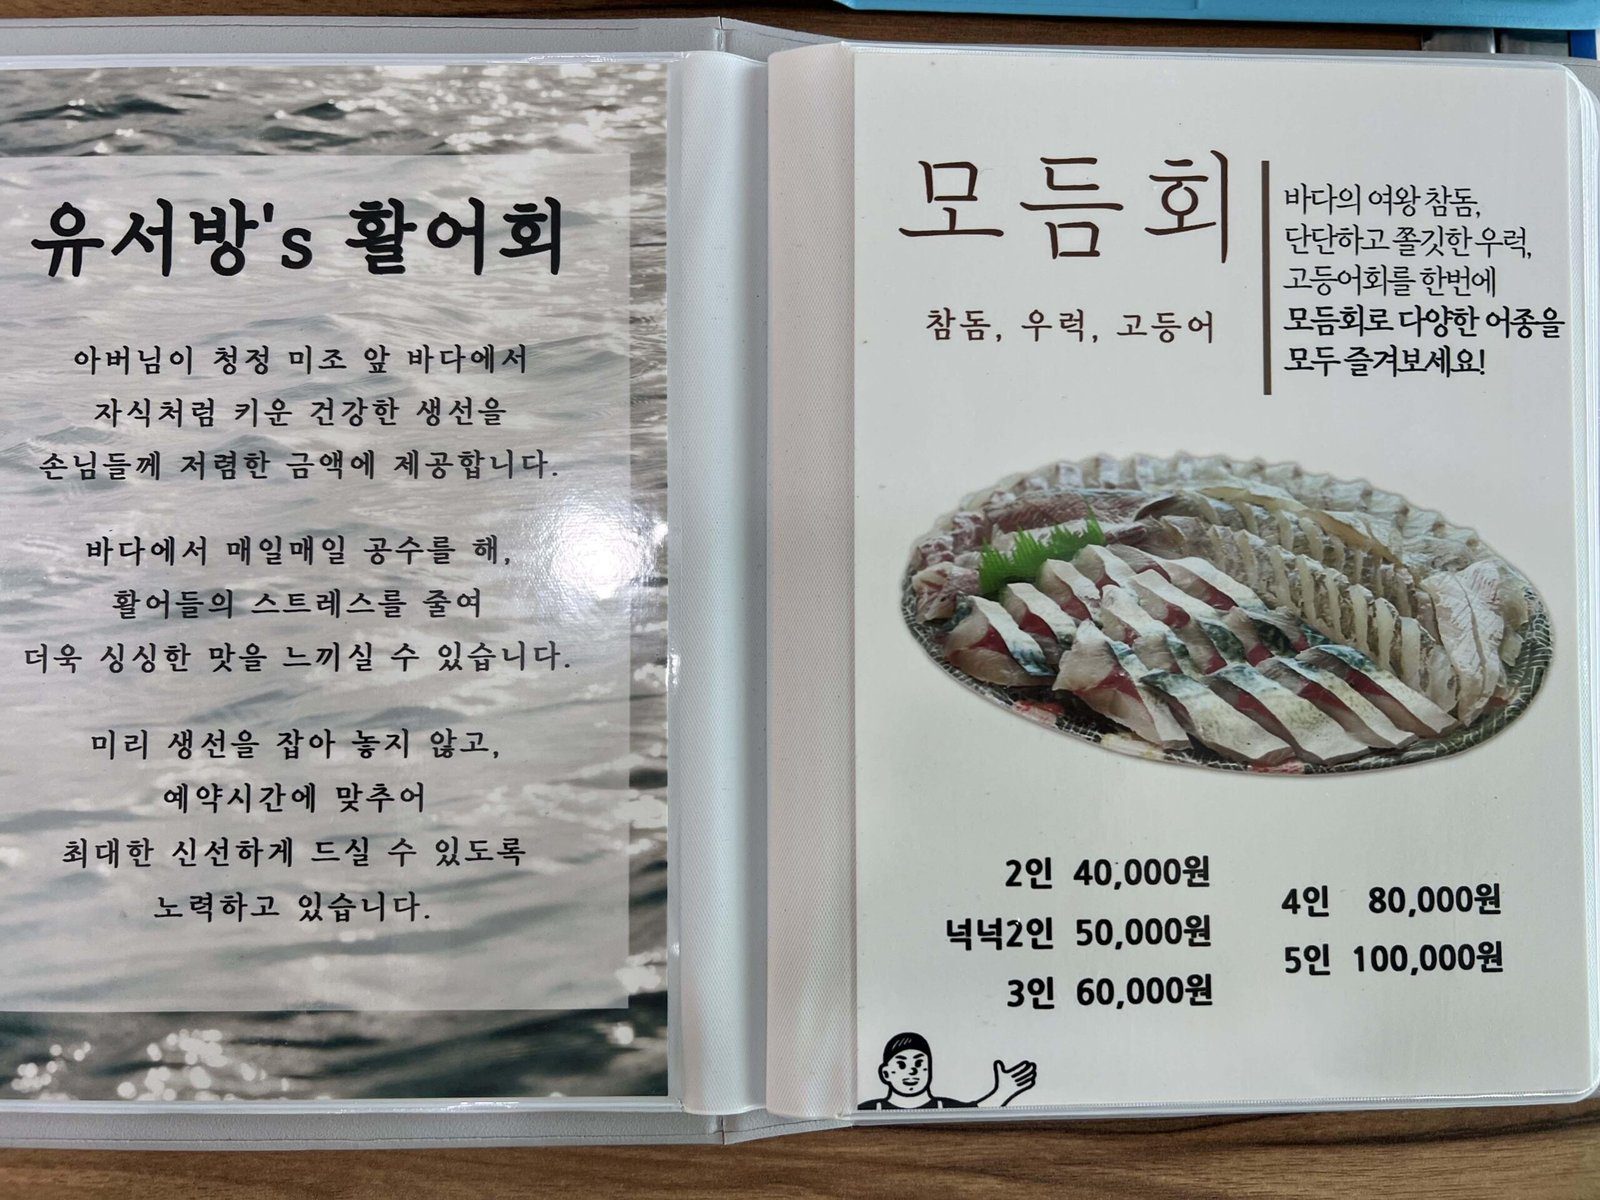 유서방's 활어회
아버님이 청정 미조 앞 바다에서
자식처럼 키운 건강한 생선을
손님들께 저렴한 금액에 제공합니다.
바다에서 매일매일 공수를 해,
활어들의 스트레스를 줄여
더욱 싱싱한 맛을 느끼실 수 있습니다.
미리 생선을 잡아 놓지 않고,
예약시간에 맞추어
최대한 신선하게 드실 수 있도록
노력하고 있습니다.
모듬회
참돔, 우럭, 고등어
바다의 여왕 참돔,
단단하고 쫄깃한 우럭,
고등어회를 한번에
모듬회로 다양한 어종을
모두 즐겨보세요!
2인 40,000원
넉넉2인 50,000원
3인 60,000원
4인 80,000원
5인 100,000원